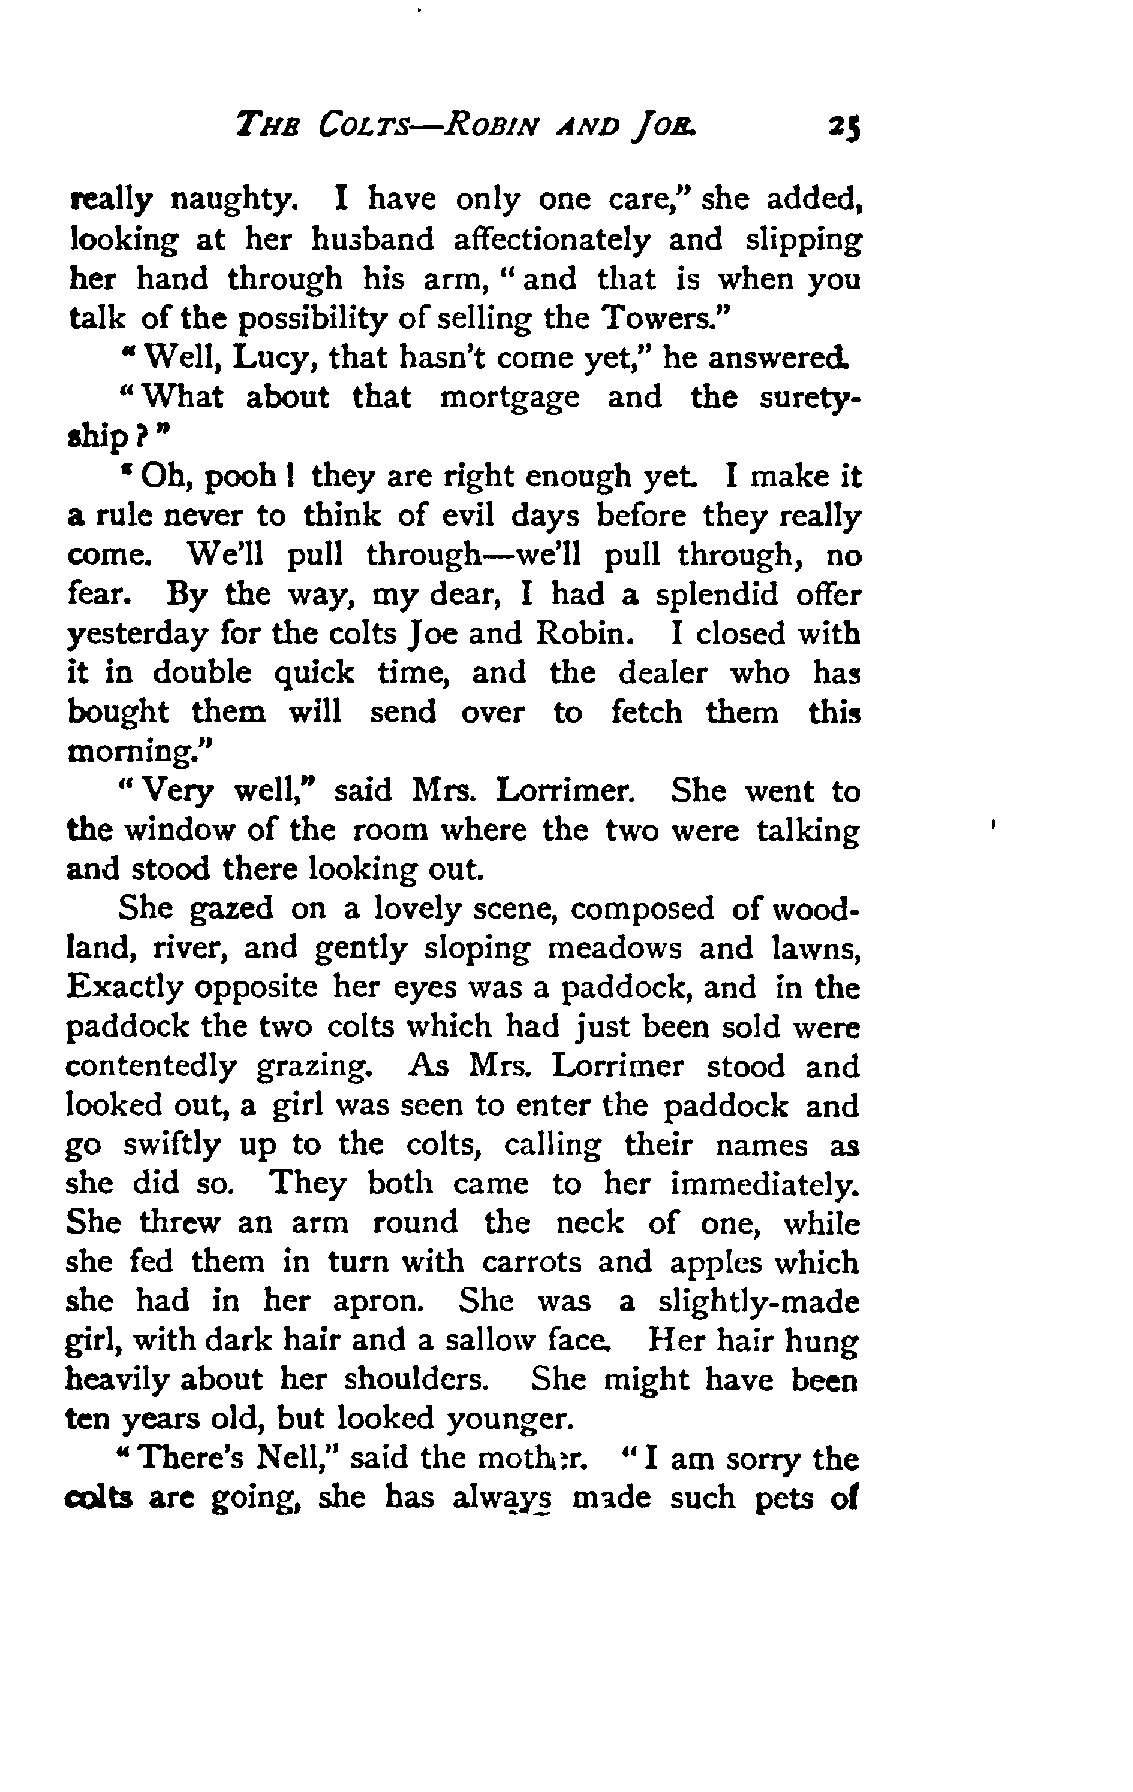 THE COLTS—ROBIN AND JOE. 25
really naughty. I have only one care," she added,
looking at her husband affectionately and slipping
her hand through his arm, "and that is when you
talk of the possibility of selling the Towers."
"Well, Lucy, that hasn't come yet," he answered.
"What about that mortgage and the surety-
ship?"
"Oh, pooh! they are right enough yet. I make it
a rule never to think of evil days before they really
come. We'll pull through—we'll pull through, no
fear. By the way, my dear, I had a splendid offer
yesterday for the colts Joe and Robin. I closed with
it in double quick time, and the dealer who has
bought them will send over to fetch them this
morning."
"Very well," said Mrs. Lorrimer. She went to
the window of the room where the two were talking
and stood there looking out.
She gazed on a lovely scene, composed of wood-
land, river, and gently sloping meadows and lawns,
Exactly opposite her eyes was a paddock, and in the
paddock the two colts which had just been sold were
contentedly grazing. As Mrs. Lorrimer stood and
looked out, a girl was seen to enter the paddock and
go swiftly up to the colts, calling their names as
she did so. They both came to her immediately.
She threw an arm round the neck of one, while
she fed them in turn with carrots and apples which
she had in her apron. She was a slightly-made
girl, with dark hair and a sallow face. Her hair hung
heavily about her shoulders. She might have been
ten years old, but looked younger.
"There's Nell," said the mother. "I am sorry the
colts are going, she has always made such pets of